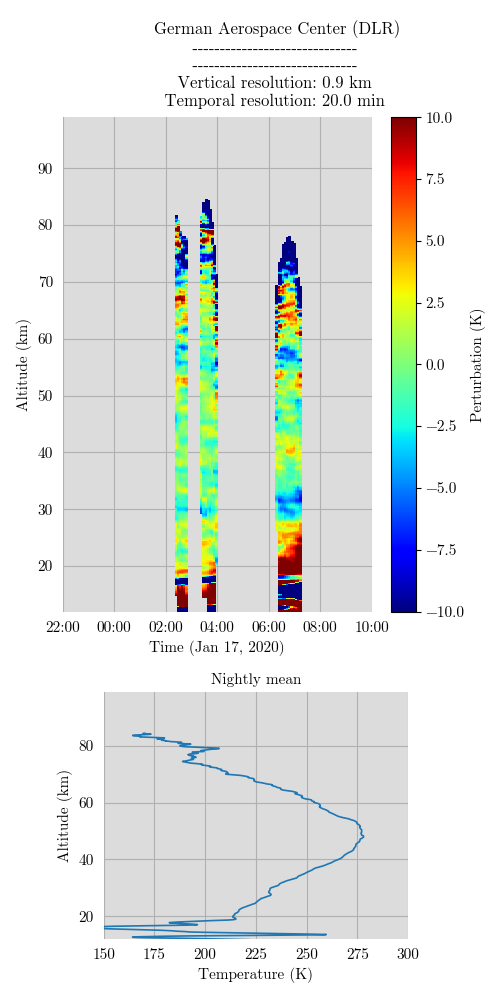 German Aerospace Center (DLR)
------------------------------
------------------------------
Vertical resolution: 0.9 km
Temporal resolution: 20.0 min
90
80
70
60
50
40
30
20
Altitude (km)
22:00 00:00 02:00 04:00 06:00 08:00 10:00
Time (Jan 17, 2020)
10.0
7.5
5.0
2.5
0.0
−2.5
−5.0
−7.5
−10.0
Perturbation (K)
Nightly mean
80
60
40
20
Altitude (km)
150 175 200 225 250 275 300
Temperature (K)